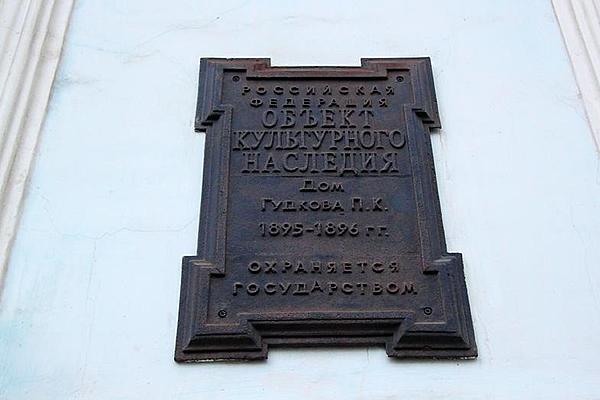 РОССИЙСКАЯ
ФЕДЕРАЦИЯ
ОБЪЕКТ
КУЛЬТУРНОГО
НАСЛЕДИЯ
ДОМ
ГУДКОВА П.К.
1895-1896 гг.
ОХРАНЯЕТСЯ
ГОСУДАРСТВОМ